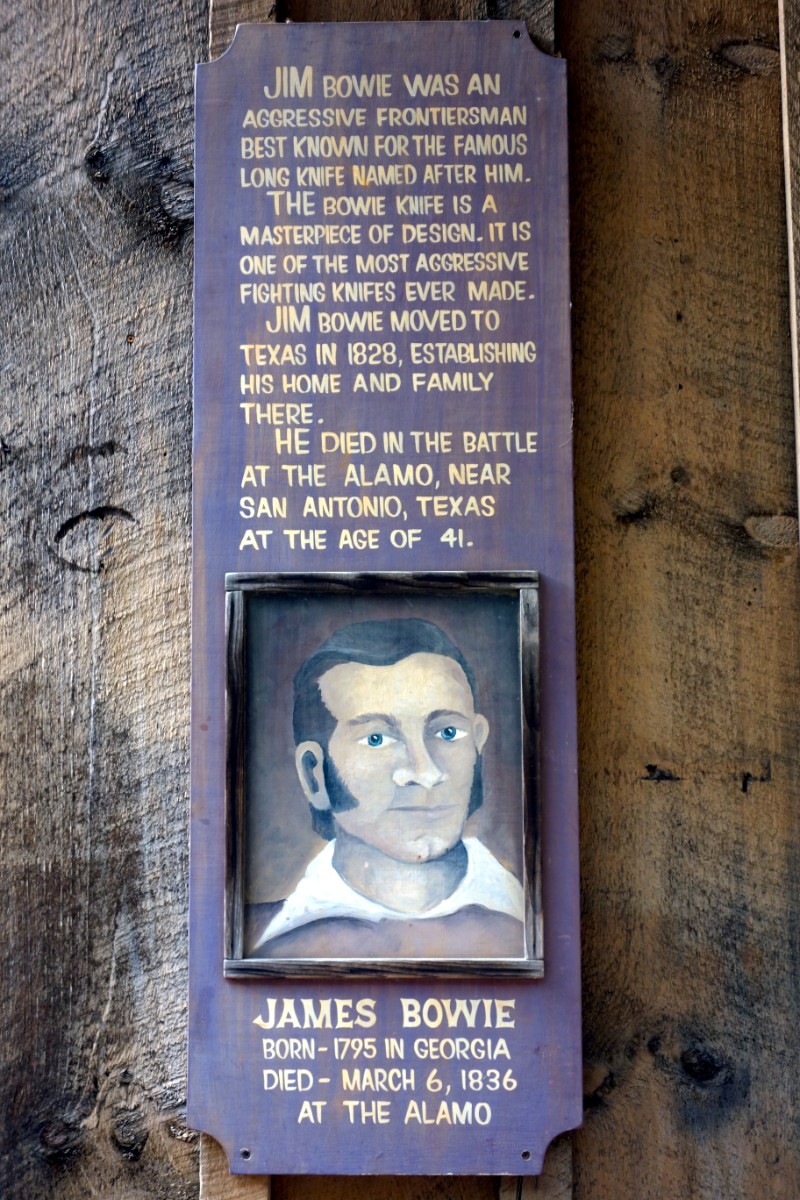 JIM BOWIE WAS AN
AGGRESSIVE FRONTIERSMAN
BEST KNOWN FOR THE FAMOUS
LONG KNIFE NAMED AFTER HIM.
THE BOWIE KNIFE IS A
MASTERPIECE OF DESIGN. IT IS
ONE OF THE MOST AGGRESSIVE
FIGHTING KNIFES EVER MADE.
JIM BOWIE MOVED TO
TEXAS IN 1828, ESTABLISHING
HIS HOME AND FAMILY
THERE.
HE DIED IN THE BATTLE
AT THE ALAMO, NEAR
SAN ANTONIO, TEXAS
AT THE AGE OF 41.
JAMES BOWIE
BORN - 1795 IN GEORGIA
DIED - MARCH 6, 1836
AT THE ALAMO